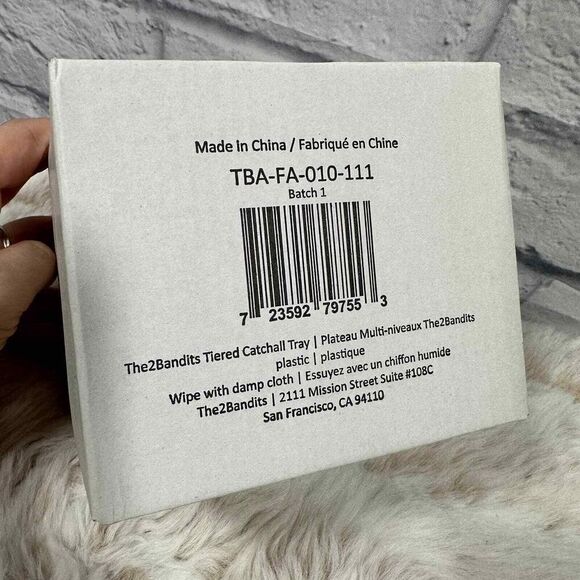 Made In China / Fabriqué en Chine
TBA-FA-010-111
Batch 1
7 23592 79755 3
The2Bandits Tiered Catchall Tray | Plateau Multi-niveaux The2Bandits
plastic | plastique
Wipe with damp cloth | Essuyez avec un chiffon humide
The2Bandits | 2111 Mission Street Suite #108C
San Francisco, CA 94110